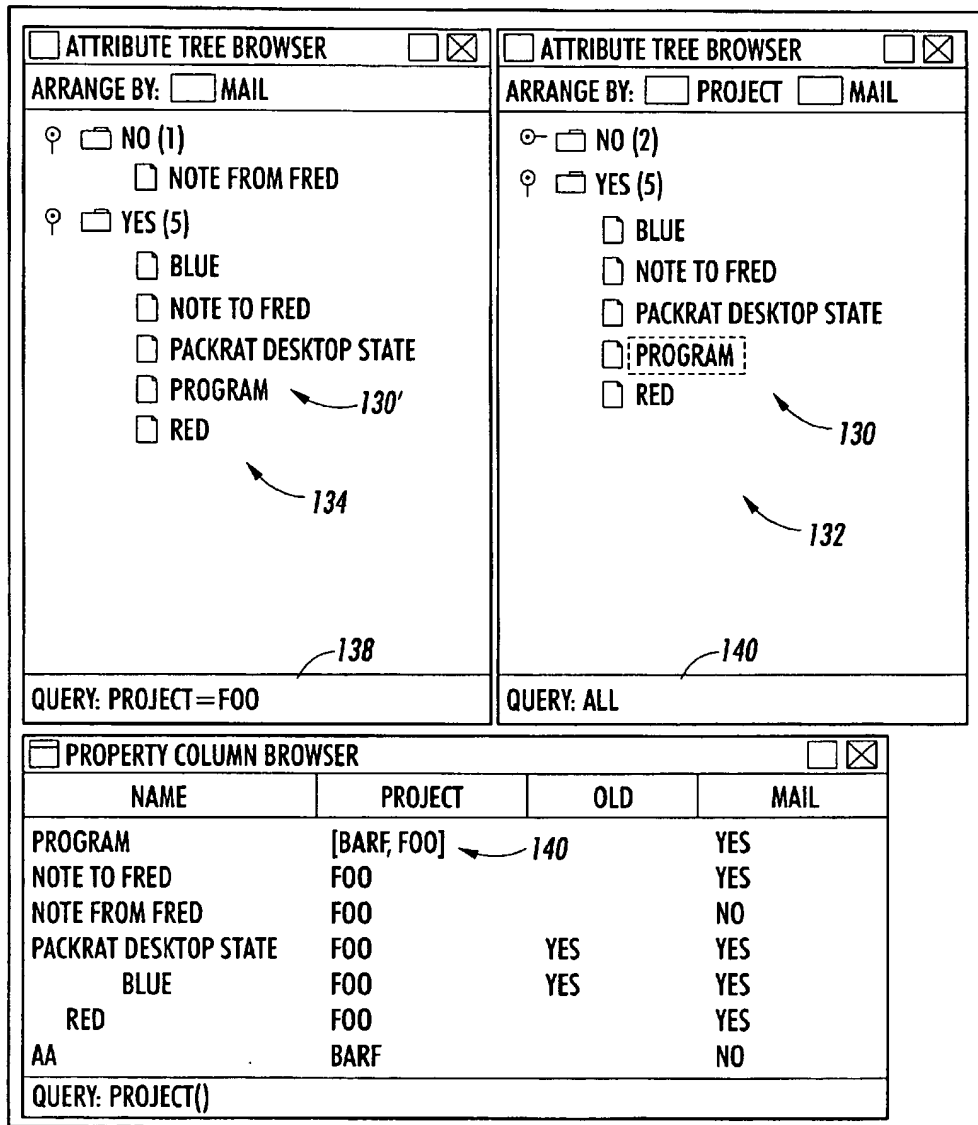 ATTRIBUTE TREE BROWSER
ARRANGE BY: MAIL
NO (1)
NOTE FROM FRED
YES (5)
BLUE
NOTE TO FRED
PACKRAT DESKTOP STATE
PROGRAM
130'
RED
134
138
QUERY: PROJECT=FOO
ATTRIBUTE TREE BROWSER
ARRANGE BY: PROJECT MAIL
NO (2)
YES (5)
BLUE
NOTE TO FRED
PACKRAT DESKTOP STATE
PROGRAM
RED
130
132
140
QUERY: ALL
PROPERTY COLUMN BROWSER
NAME PROJECT OLD MAIL
PROGRAM [BARF, FOO] 140 YES
NOTE TO FRED FOO YES
NOTE FROM FRED FOO NO
PACKRAT DESKTOP STATE FOO YES YES
BLUE FOO YES YES
RED FOO YES
AA BARF NO
QUERY: PROJECT()